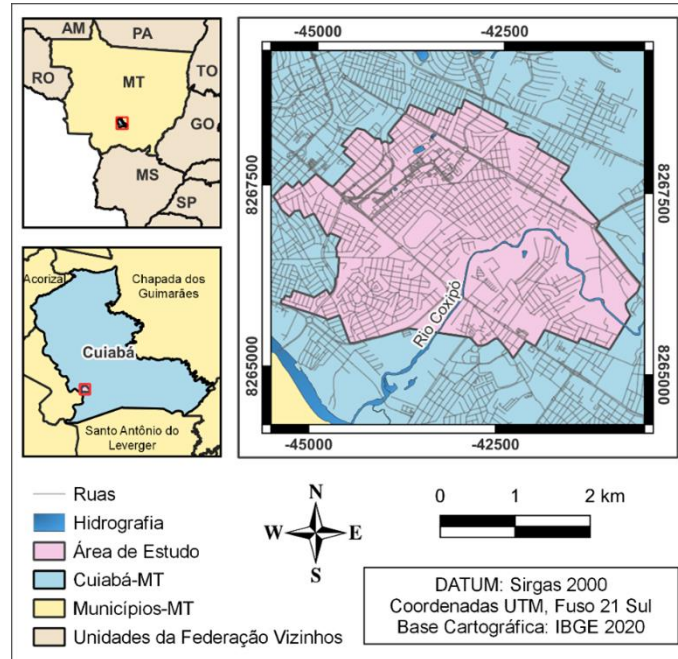 AM
PA
RO
MT
TO
GO
MS
SP
Acorizal
Chapada dos
Guimarães
Cuiabá
Santo Antônio do
Leverger
-45000
-42500
8267500
8267500
Rio Coxipó
8265000
8265000
-45000
-42500
Ruas
Hidrografia
Área de Estudo
Cuiabá-MT
Municípios-MT
Unidades da Federação Vizinhos
N
W
E
S
0 1 2 km
DATUM: Sirgas 2000
Coordenadas UTM, Fuso 21 Sul
Base Cartográfica: IBGE 2020